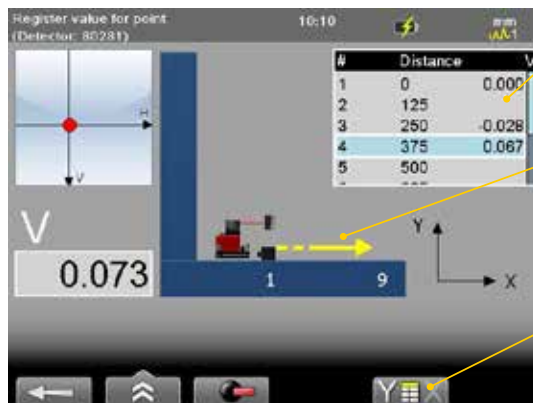 Register value for point
(Detector: 80281)
10:10
mm
1
H
V
V
0.073
# Distance V
1 0 0.000
2 125
3 250 -0.028
4 375 0.067
5 500
Y
X
1 9
Y X